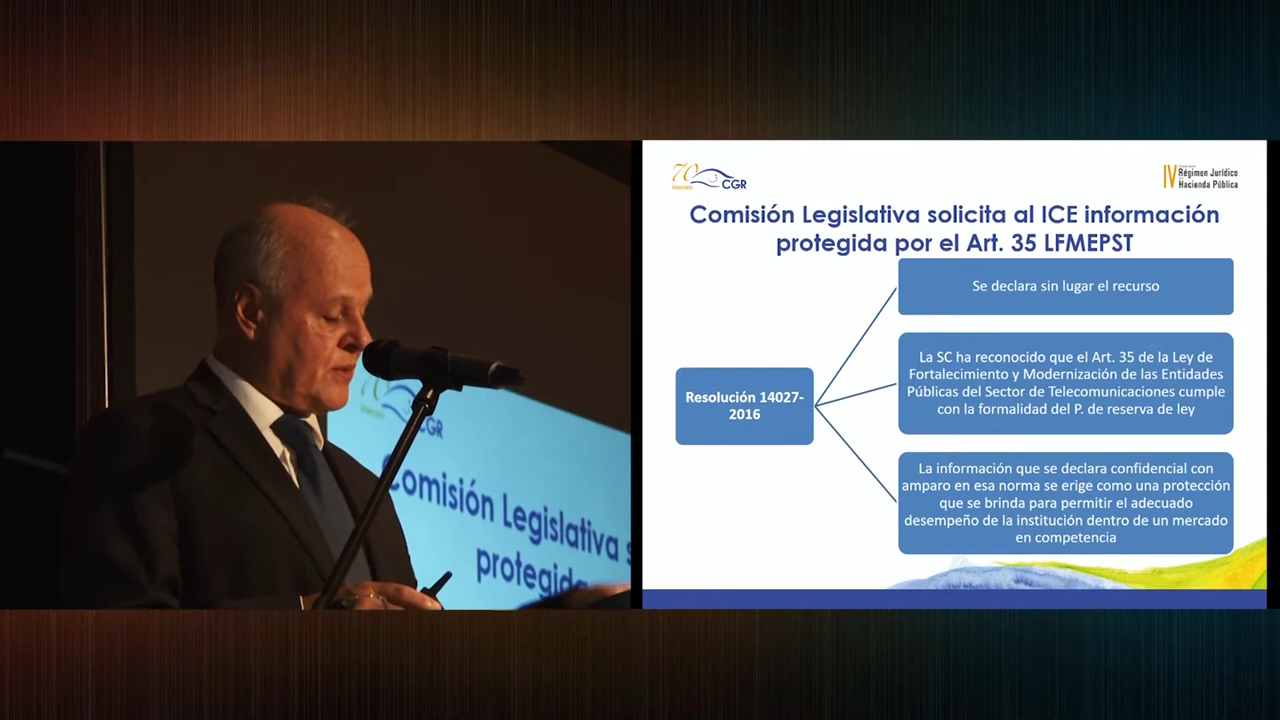 CGR
Comisión Legislativa s
protegida
70
CGR
IV
Régimen Jurídico
Hacienda Pública
Comisión Legislativa solicita al ICE información
protegida por el Art. 35 LFMEPST
Resolución 14027-
2016
Se declara sin lugar el recurso
La SC ha reconocido que el Art. 35 de la Ley de
Fortalecimiento y Modernización de las Entidades
Públicas del Sector de Telecomunicaciones cumple
con la formalidad del P. de reserva de ley
La información que se declara confidencial con
amparo en esa norma se erige como una protección
que se brinda para permitir el adecuado
desempeño de la institución dentro de un mercado
en competencia